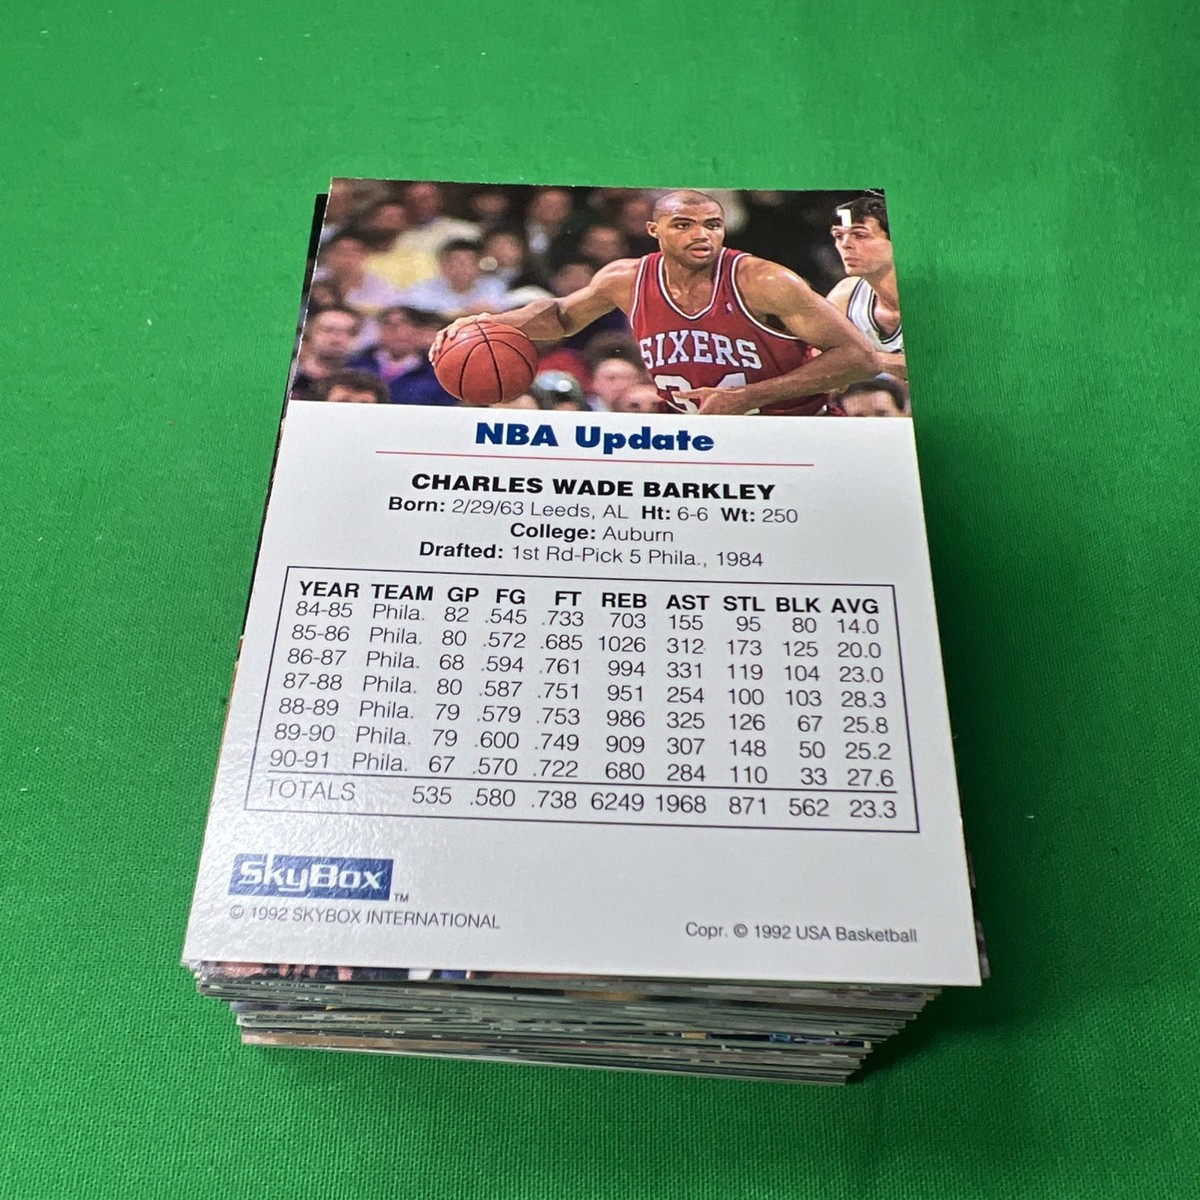 1
SIXERS
34
NBA Update
CHARLES WADE BARKLEY
Born: 2/29/63 Leeds, AL Ht: 6-6 Wt: 250
College: Auburn
Drafted: 1st Rd-Pick 5 Phila., 1984
YEAR TEAM GP FG FT REB AST STL BLK AVG
84-85 Phila. 82 .545 .733 703 155 95 80 14.0
85-86 Phila. 80 .572 .685 1026 312 173 125 20.0
86-87 Phila. 68 .594 .761 994 331 119 104 23.0
87-88 Phila. 80 .587 .751 951 254 100 103 28.3
88-89 Phila. 79 .579 .753 986 325 126 67 25.8
89-90 Phila. 79 .600 .749 909 307 148 50 25.2
90-91 Phila. 67 .570 .722 680 284 110 33 27.6
TOTALS 535 .580 .738 6249 1968 871 562 23.3
SkyBox TM
© 1992 SKYBOX INTERNATIONAL
Copr. © 1992 USA Basketball